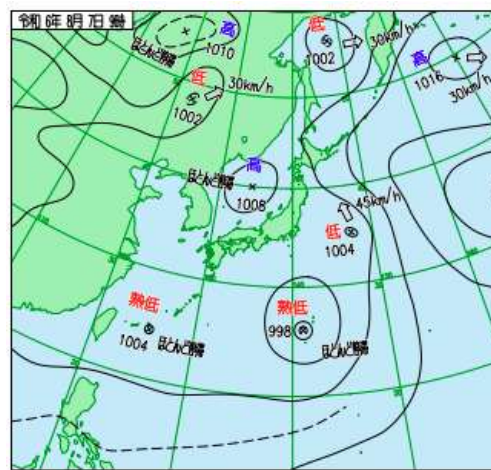 令和6年8月7日9時
高
1010
ほとんど停滞
低
1002
30km/h
高
1016
30km/h
低
1002
30km/h
高
ほとんど停滞
1008
45km/h
低
1004
熱低
1004
ほとんど停滞
熱低
998
ほとんど停滞